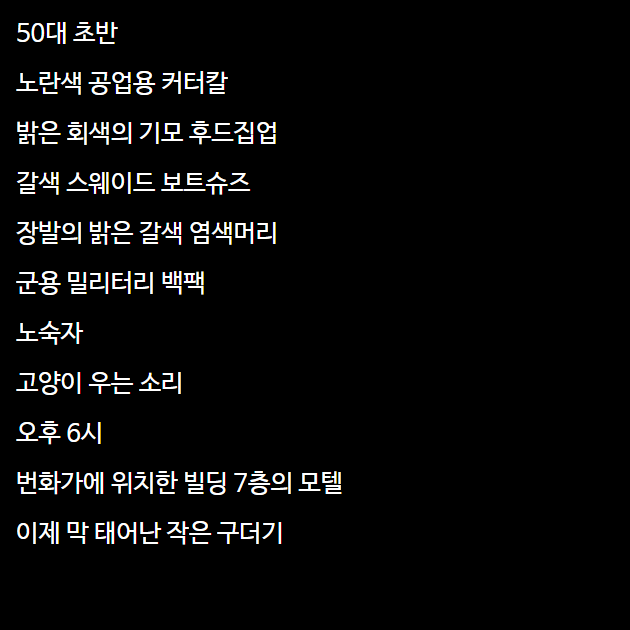 50대 초반
노란색 공업용 커터칼
밝은 회색의 기모 후드집업
갈색 스웨이드 보트슈즈
장발의 밝은 갈색 염색머리
군용 밀리터리 백팩
노숙자
고양이 우는 소리
오후 6시
번화가에 위치한 빌딩 7층의 모텔
이제 막 태어난 작은 구더기